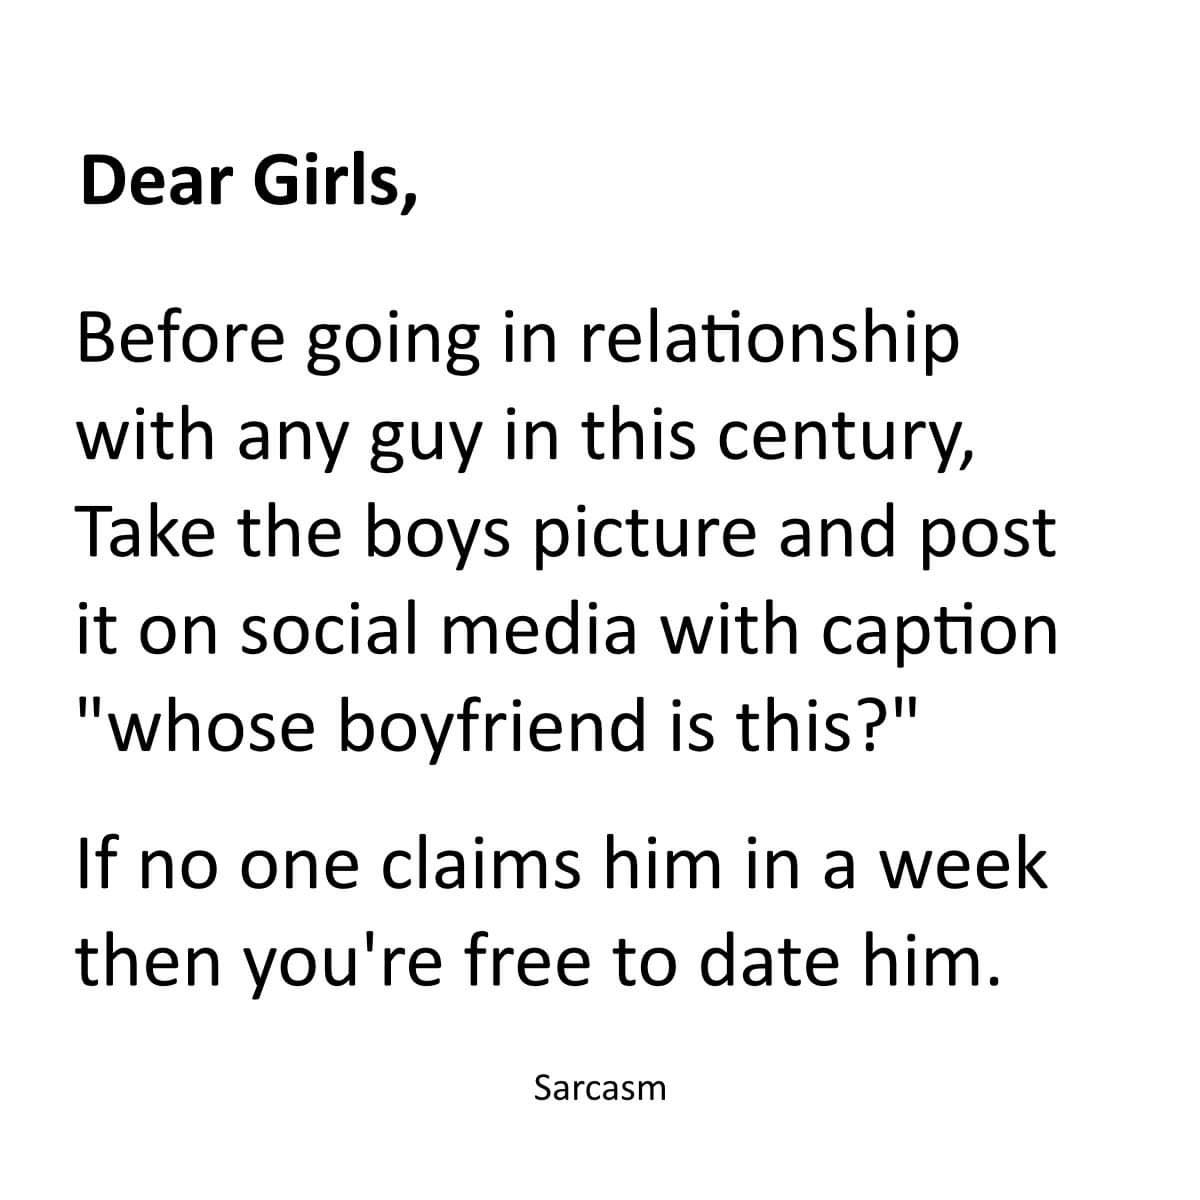 Dear Girls,
Before going in relationship
with any guy in this century,
Take the boys picture and post
it on social media with caption
"whose boyfriend is this?"
If no one claims him in a week
then you're free to date him.
Sarcasm